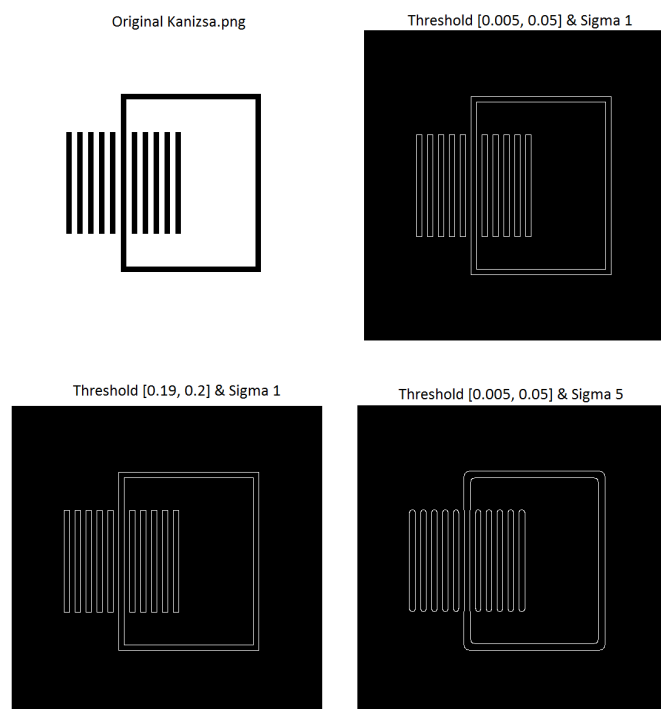 Original Kanizsa.png
Threshold [0.005, 0.05] & Sigma 1
Threshold [0.19, 0.2] & Sigma 1
Threshold [0.005, 0.05] & Sigma 5